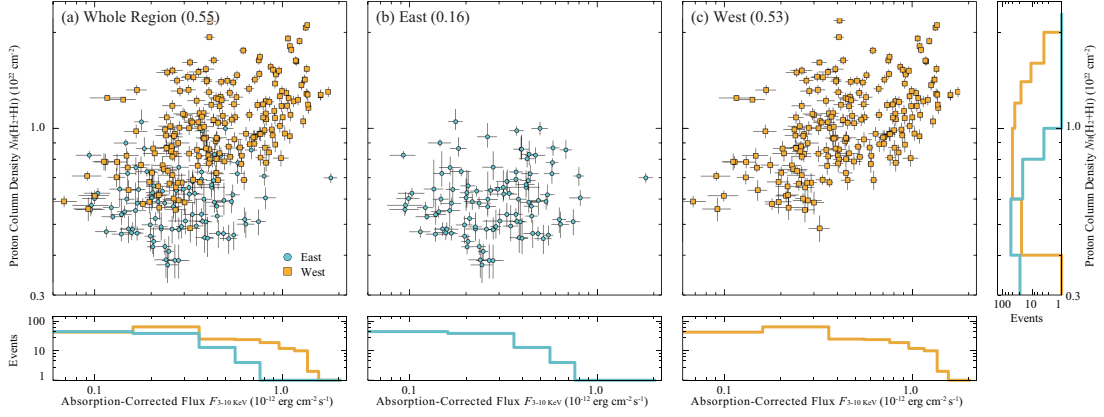 (a) Whole Region (0.55)
(b) East (0.16)
(c) West (0.53)
Proton Column Density Nʜ(H₂+Hɪ) (10²² cm⁻²)
1.0
0.3
East
West
1.0
0.3
Proton Column Density Nʜ(H₂+Hɪ) (10²² cm⁻²)
100 10 1
Events
Events
100
10
1
0.1 1.0
0.1 1.0
0.1 1.0
Absorption-Corrected Flux F₃₋₁₀ ₖₑᵥ (10⁻¹² erg cm⁻² s⁻¹)
Absorption-Corrected Flux F₃₋₁₀ ₖₑᵥ (10⁻¹² erg cm⁻² s⁻¹)
Absorption-Corrected Flux F₃₋₁₀ ₖₑᵥ (10⁻¹² erg cm⁻² s⁻¹)